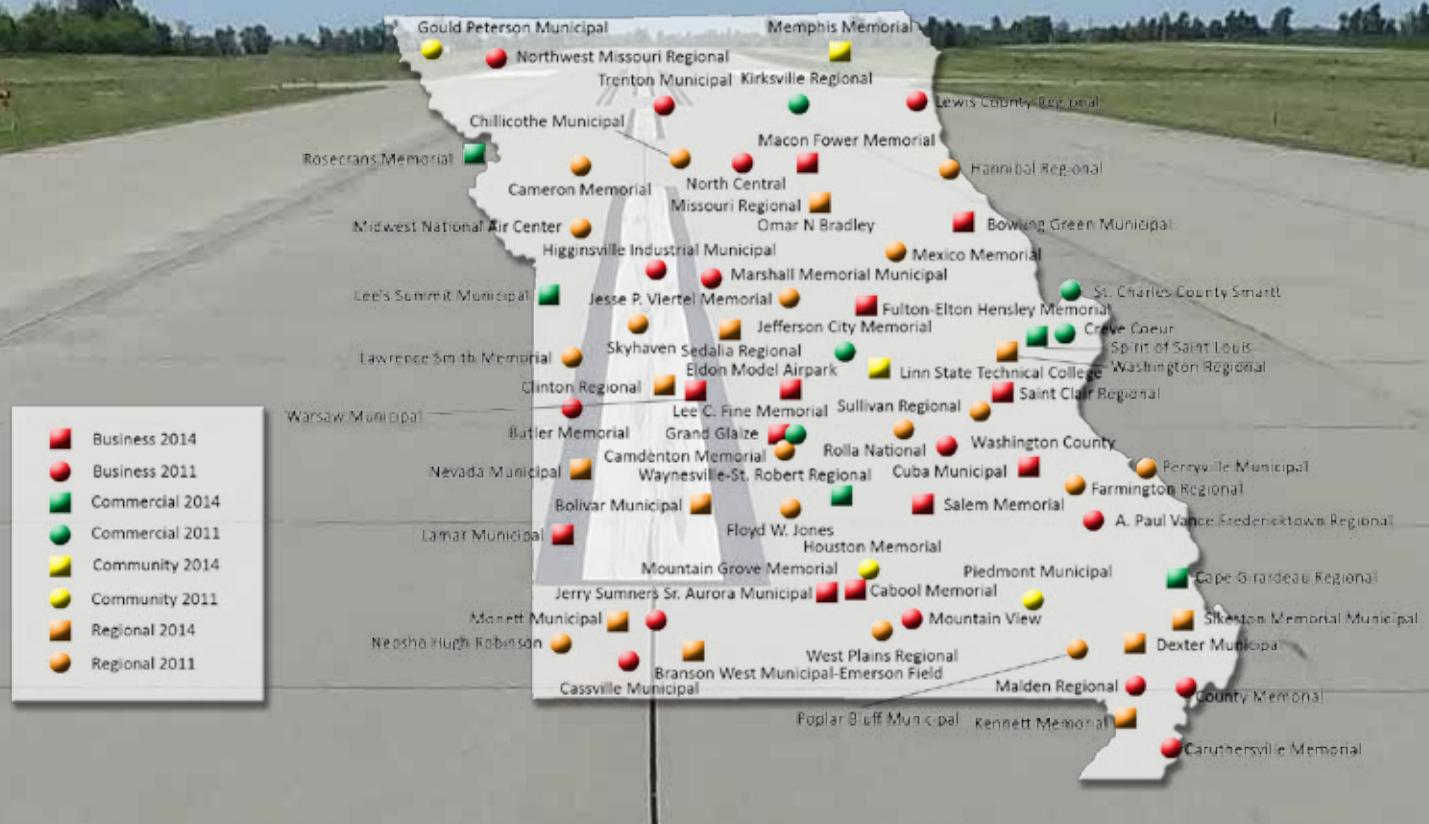 Gould Peterson Municipal
Memphis Memorial
Northwest Missouri Regional
Trenton Municipal
Kirksville Regional
Lewis County Regional
Chillicothe Municipal
Macon Fower Memorial
Rosecrans Memorial
Hannibal Regional
Cameron Memorial
North Central
Missouri Regional
Omar N Bradley
Bowling Green Municipal
Midwest National Air Center
Higginsville Industrial Municipal
Mexico Memorial
Marshall Memorial Municipal
Lee's Summit Municipal
Jesse P. Viertel Memorial
St. Charles County Smartt
Fulton-Elton Hensley Memorial
Jefferson City Memorial
Creve Coeur
Skyhaven
Sedalia Regional
Spirit of Saint Louis
Lawrence Smith Memorial
Eldon Model Airpark
Linn State Technical College
Washington Regional
Clinton Regional
Saint Clair Regional
Warsaw Municipal
Lee C. Fine Memorial
Sullivan Regional
Butler Memorial
Grand Glaize
Camdenton Memorial
Rolla National
Washington County
Nevada Municipal
Waynesville-St. Robert Regional
Cuba Municipal
Perryville Municipal
Farmington Regional
Bolivar Municipal
Salem Memorial
Floyd W. Jones
A. Paul Vance Fredericktown Regional
Lamar Municipal
Houston Memorial
Mountain Grove Memorial
Piedmont Municipal
Cape Girardeau Regional
Jerry Sumners Sr. Aurora Municipal
Cabool Memorial
Monett Municipal
Mountain View
Sikeston Memorial Municipal
Neosho Hugh Robinson
Dexter Municipal
West Plains Regional
Branson West Municipal-Emerson Field
Cassville Municipal
Malden Regional
County Memorial
Poplar Bluff Municipal
Kennett Memorial
Caruthersville Memorial
Business 2014
Business 2011
Commercial 2014
Commercial 2011
Community 2014
Community 2011
Regional 2014
Regional 2011